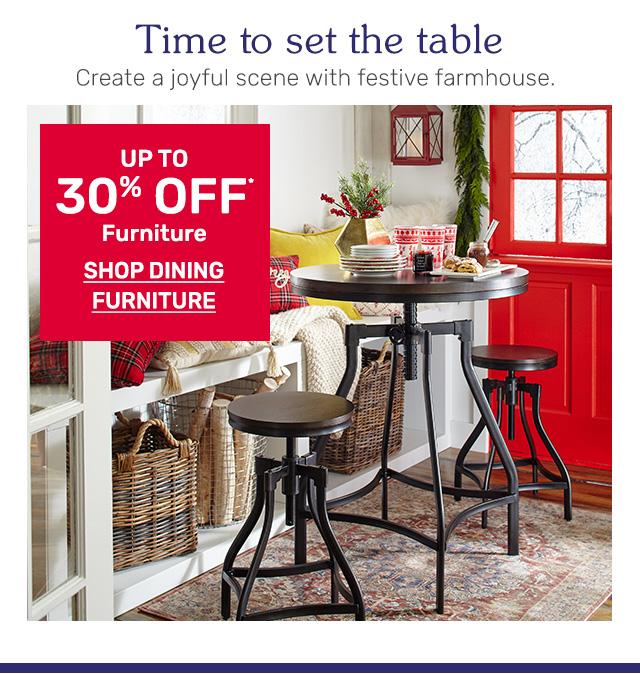 Time to set the table
Create a joyful scene with festive farmhouse.
UP TO
30% OFF*
Furniture
SHOP DINING
FURNITURE